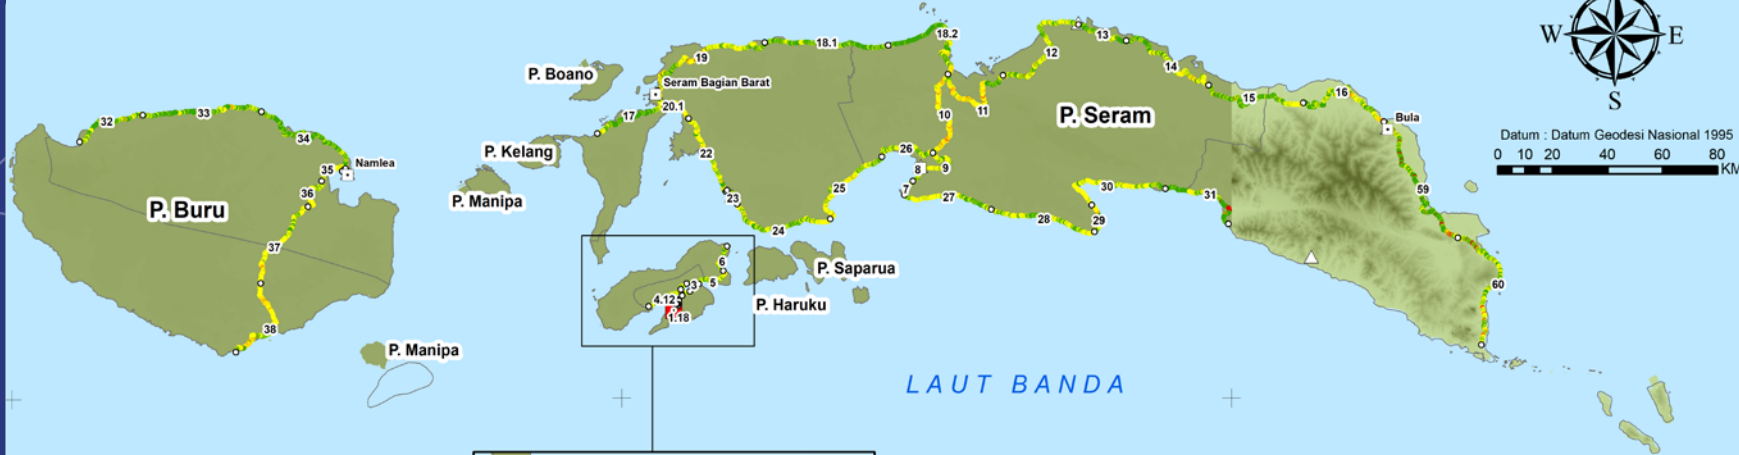 W E
S
Datum : Datum Geodesi Nasional 1995
0 10 20 40 60 80
KM
P. Boano
Seram Bagian Barat
P. Kelang
P. Manipa
P. Buru
Namlea
P. Seram
Bula
P. Saparua
P. Haruku
P. Manipa
LAUT BANDA
32
33
34
35
36
37
38
17
19
18.1
18.2
20.1
22
23
24
25
26
10
11
12
13
14
15
16
9
8
7
27
28
29
30
31
59
60
6
5
3
4.12
1.18